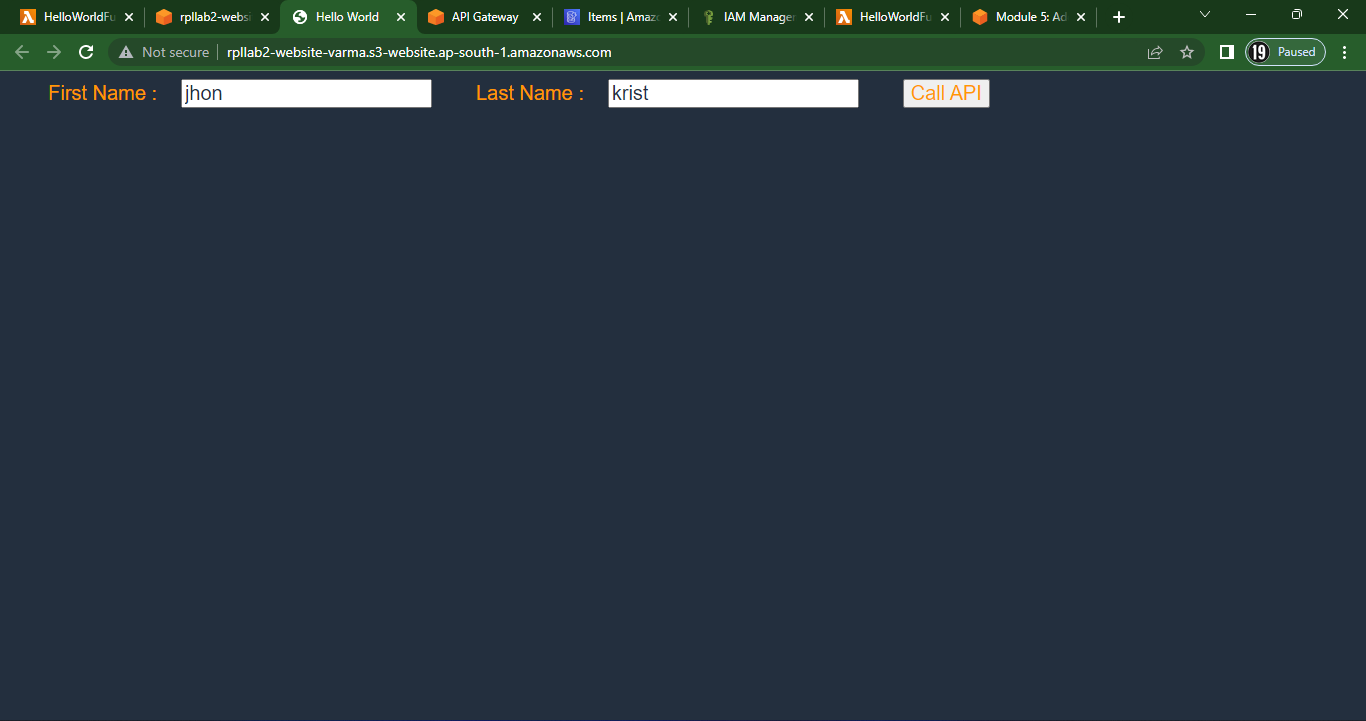 HelloWorldFu rpllab2-websi Hello World API Gateway Items | Amaz IAM Manager HelloWorldFu Module 5: Ad
Not secure rpllab2-website-varma.s3-website.ap-south-1.amazonaws.com 19 Paused
First Name : jhon Last Name : krist Call API